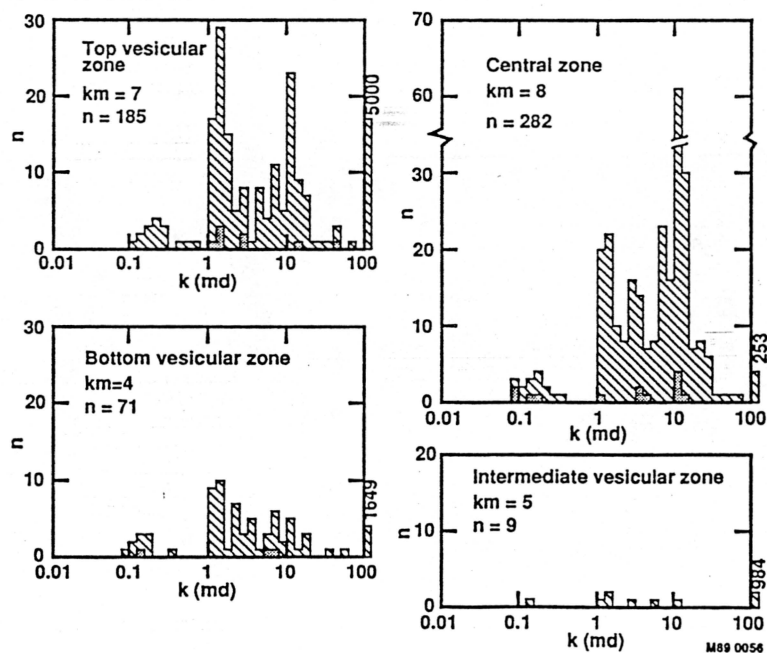 30
20
10
0
n
Top vesicular
zone
km = 7
n = 185
5000
0.01 0.1 1 10 100
k (md)
70
60
30
20
10
0
n
Central zone
km = 8
n = 282
253
0.01 0.1 1 10 100
k (md)
30
20
10
0
n
Bottom vesicular zone
km=4
n = 71
1649
0.01 0.1 1 10 100
k (md)
20
10
0
n
Intermediate vesicular zone
km = 5
n = 9
984
0.01 0.1 1 10 100
k (md)
M89 0056